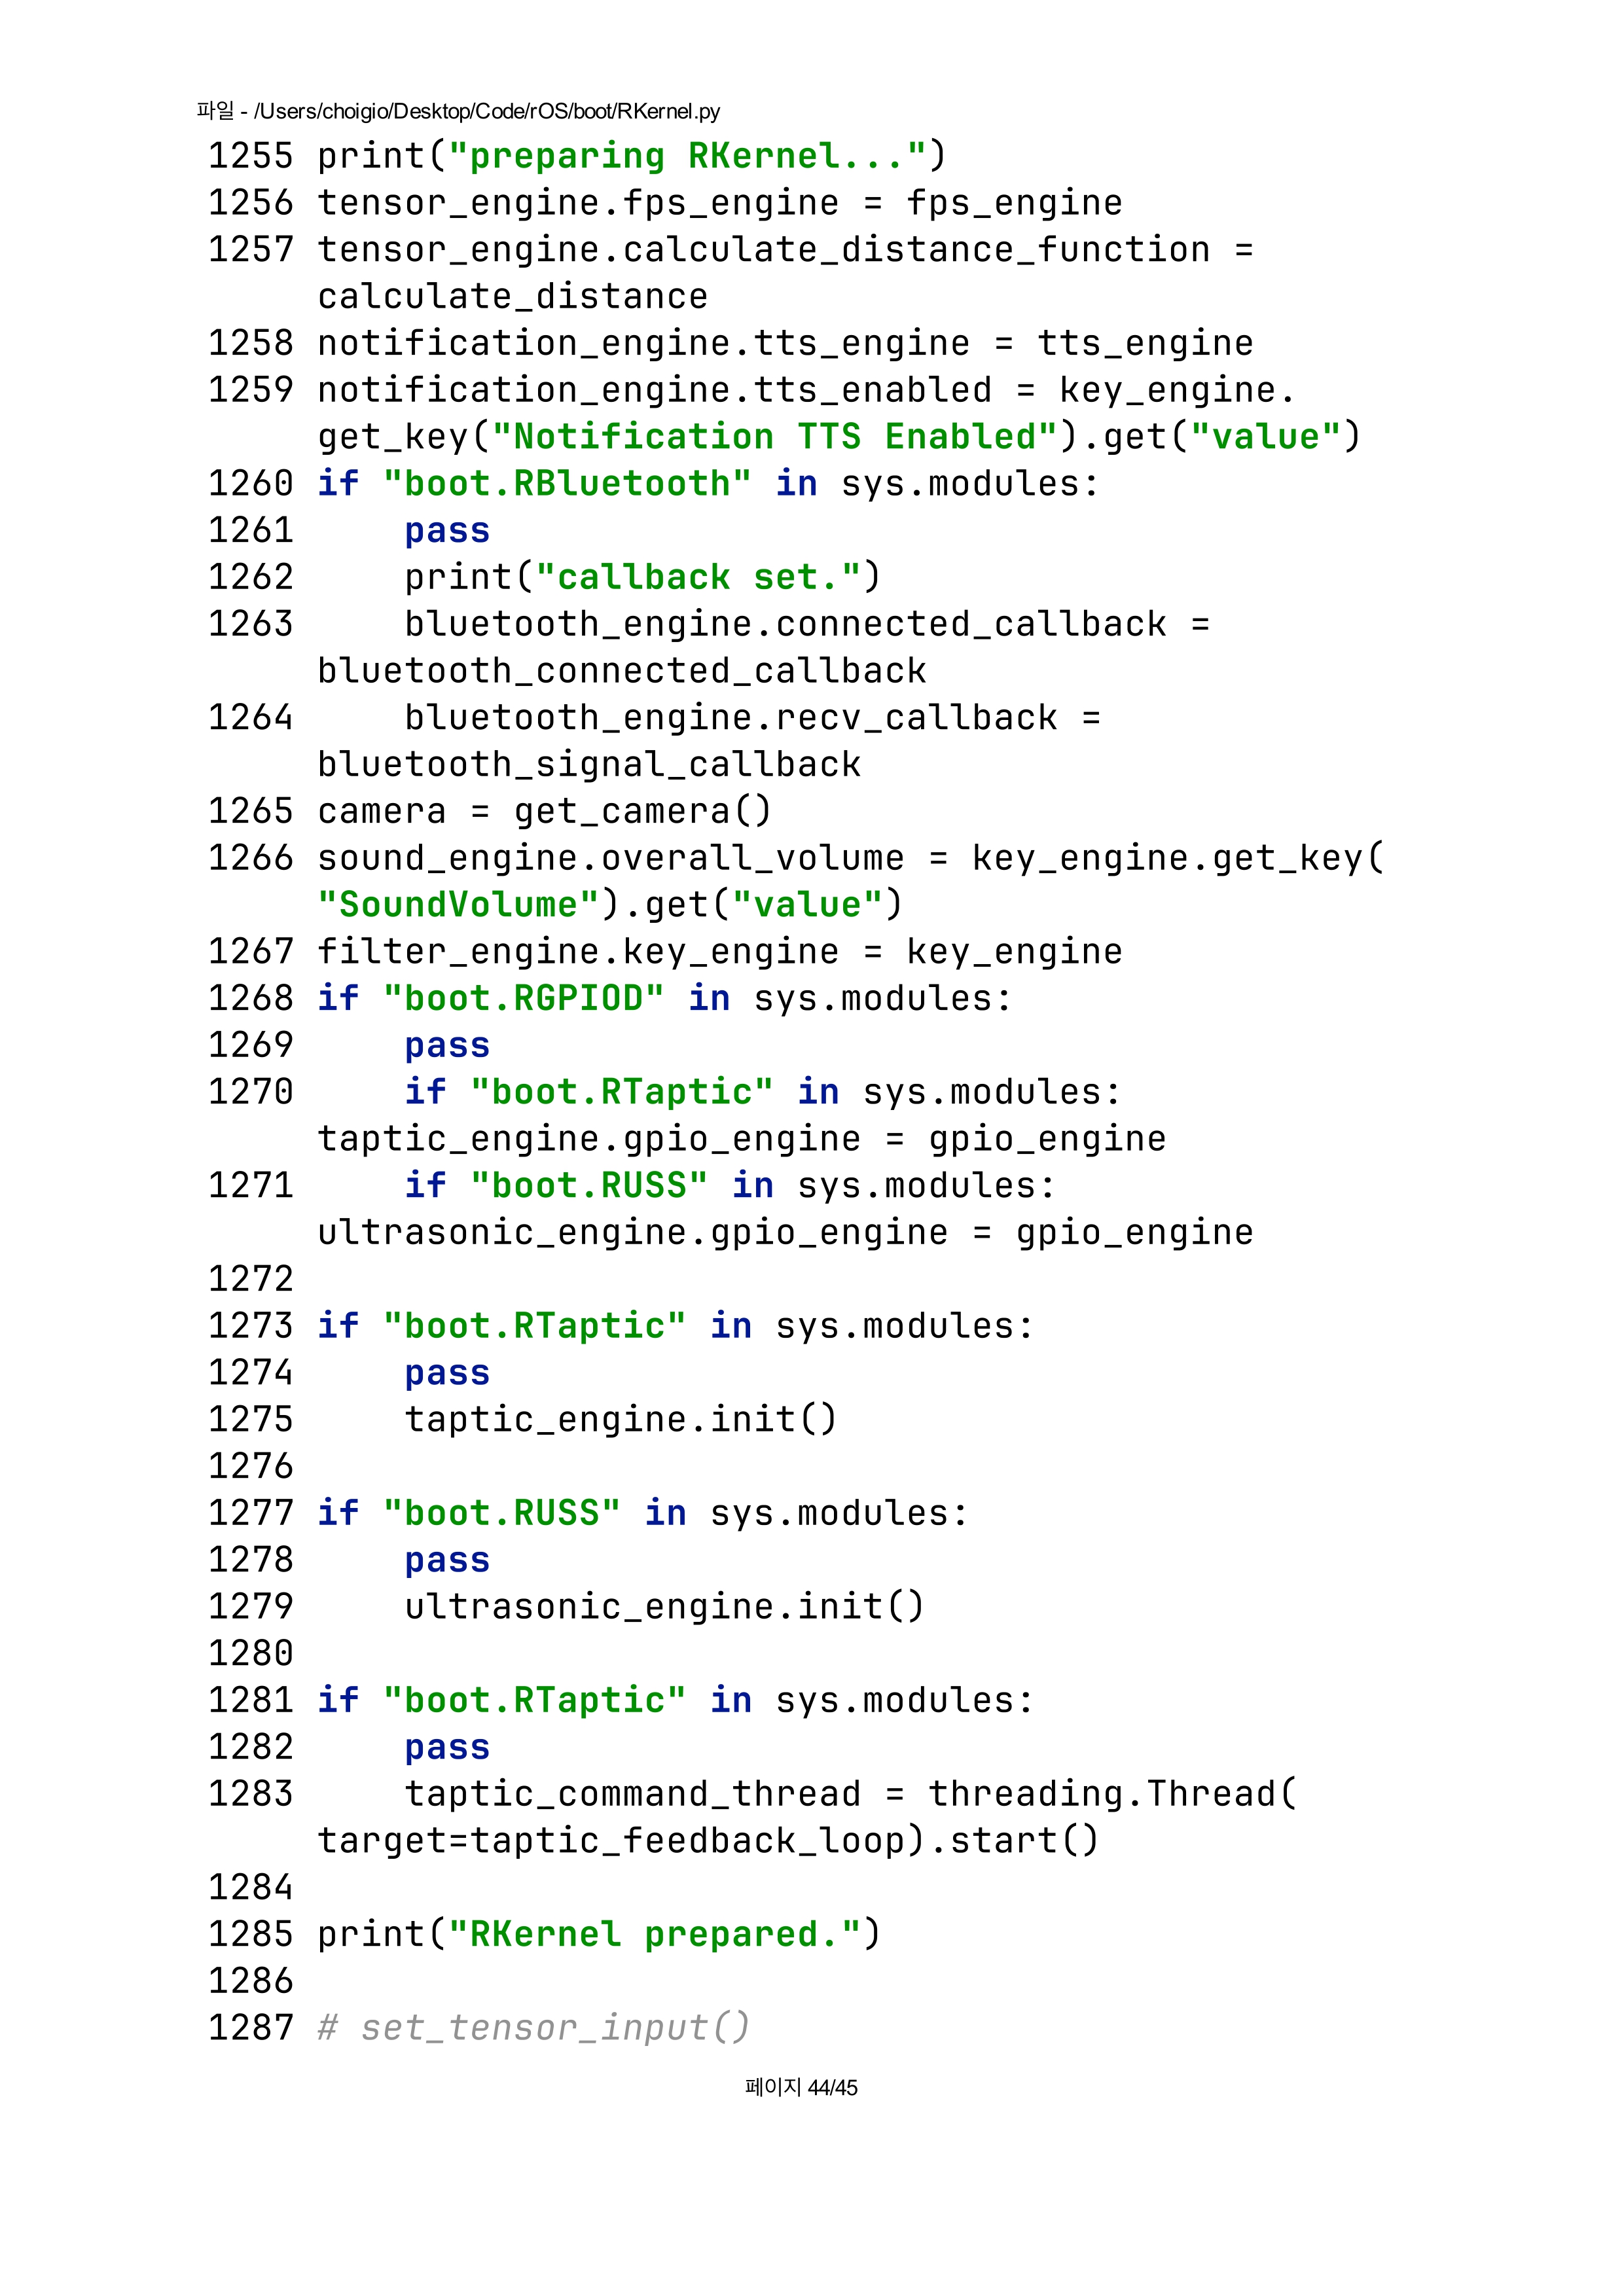 파일 - /Users/choigio/Desktop/Code/rOS/boot/RKernel.py
1255 print("preparing RKernel...")
1256 tensor_engine.fps_engine = fps_engine
1257 tensor_engine.calculate_distance_function =
calculate_distance
1258 notification_engine.tts_engine = tts_engine
1259 notification_engine.tts_enabled = key_engine.
get_key("Notification TTS Enabled").get("value")
1260 if "boot.RBluetooth" in sys.modules:
1261     pass
1262     print("callback set.")
1263     bluetooth_engine.connected_callback =
bluetooth_connected_callback
1264     bluetooth_engine.recv_callback =
bluetooth_signal_callback
1265 camera = get_camera()
1266 sound_engine.overall_volume = key_engine.get_key(
"SoundVolume").get("value")
1267 filter_engine.key_engine = key_engine
1268 if "boot.RGPIOD" in sys.modules:
1269     pass
1270     if "boot.RTaptic" in sys.modules:
taptic_engine.gpio_engine = gpio_engine
1271     if "boot.RUSS" in sys.modules:
ultrasonic_engine.gpio_engine = gpio_engine
1272
1273 if "boot.RTaptic" in sys.modules:
1274     pass
1275     taptic_engine.init()
1276
1277 if "boot.RUSS" in sys.modules:
1278     pass
1279     ultrasonic_engine.init()
1280
1281 if "boot.RTaptic" in sys.modules:
1282     pass
1283     taptic_command_thread = threading.Thread(
target=taptic_feedback_loop).start()
1284
1285 print("RKernel prepared.")
1286
1287 # set_tensor_input()
페이지 44/45